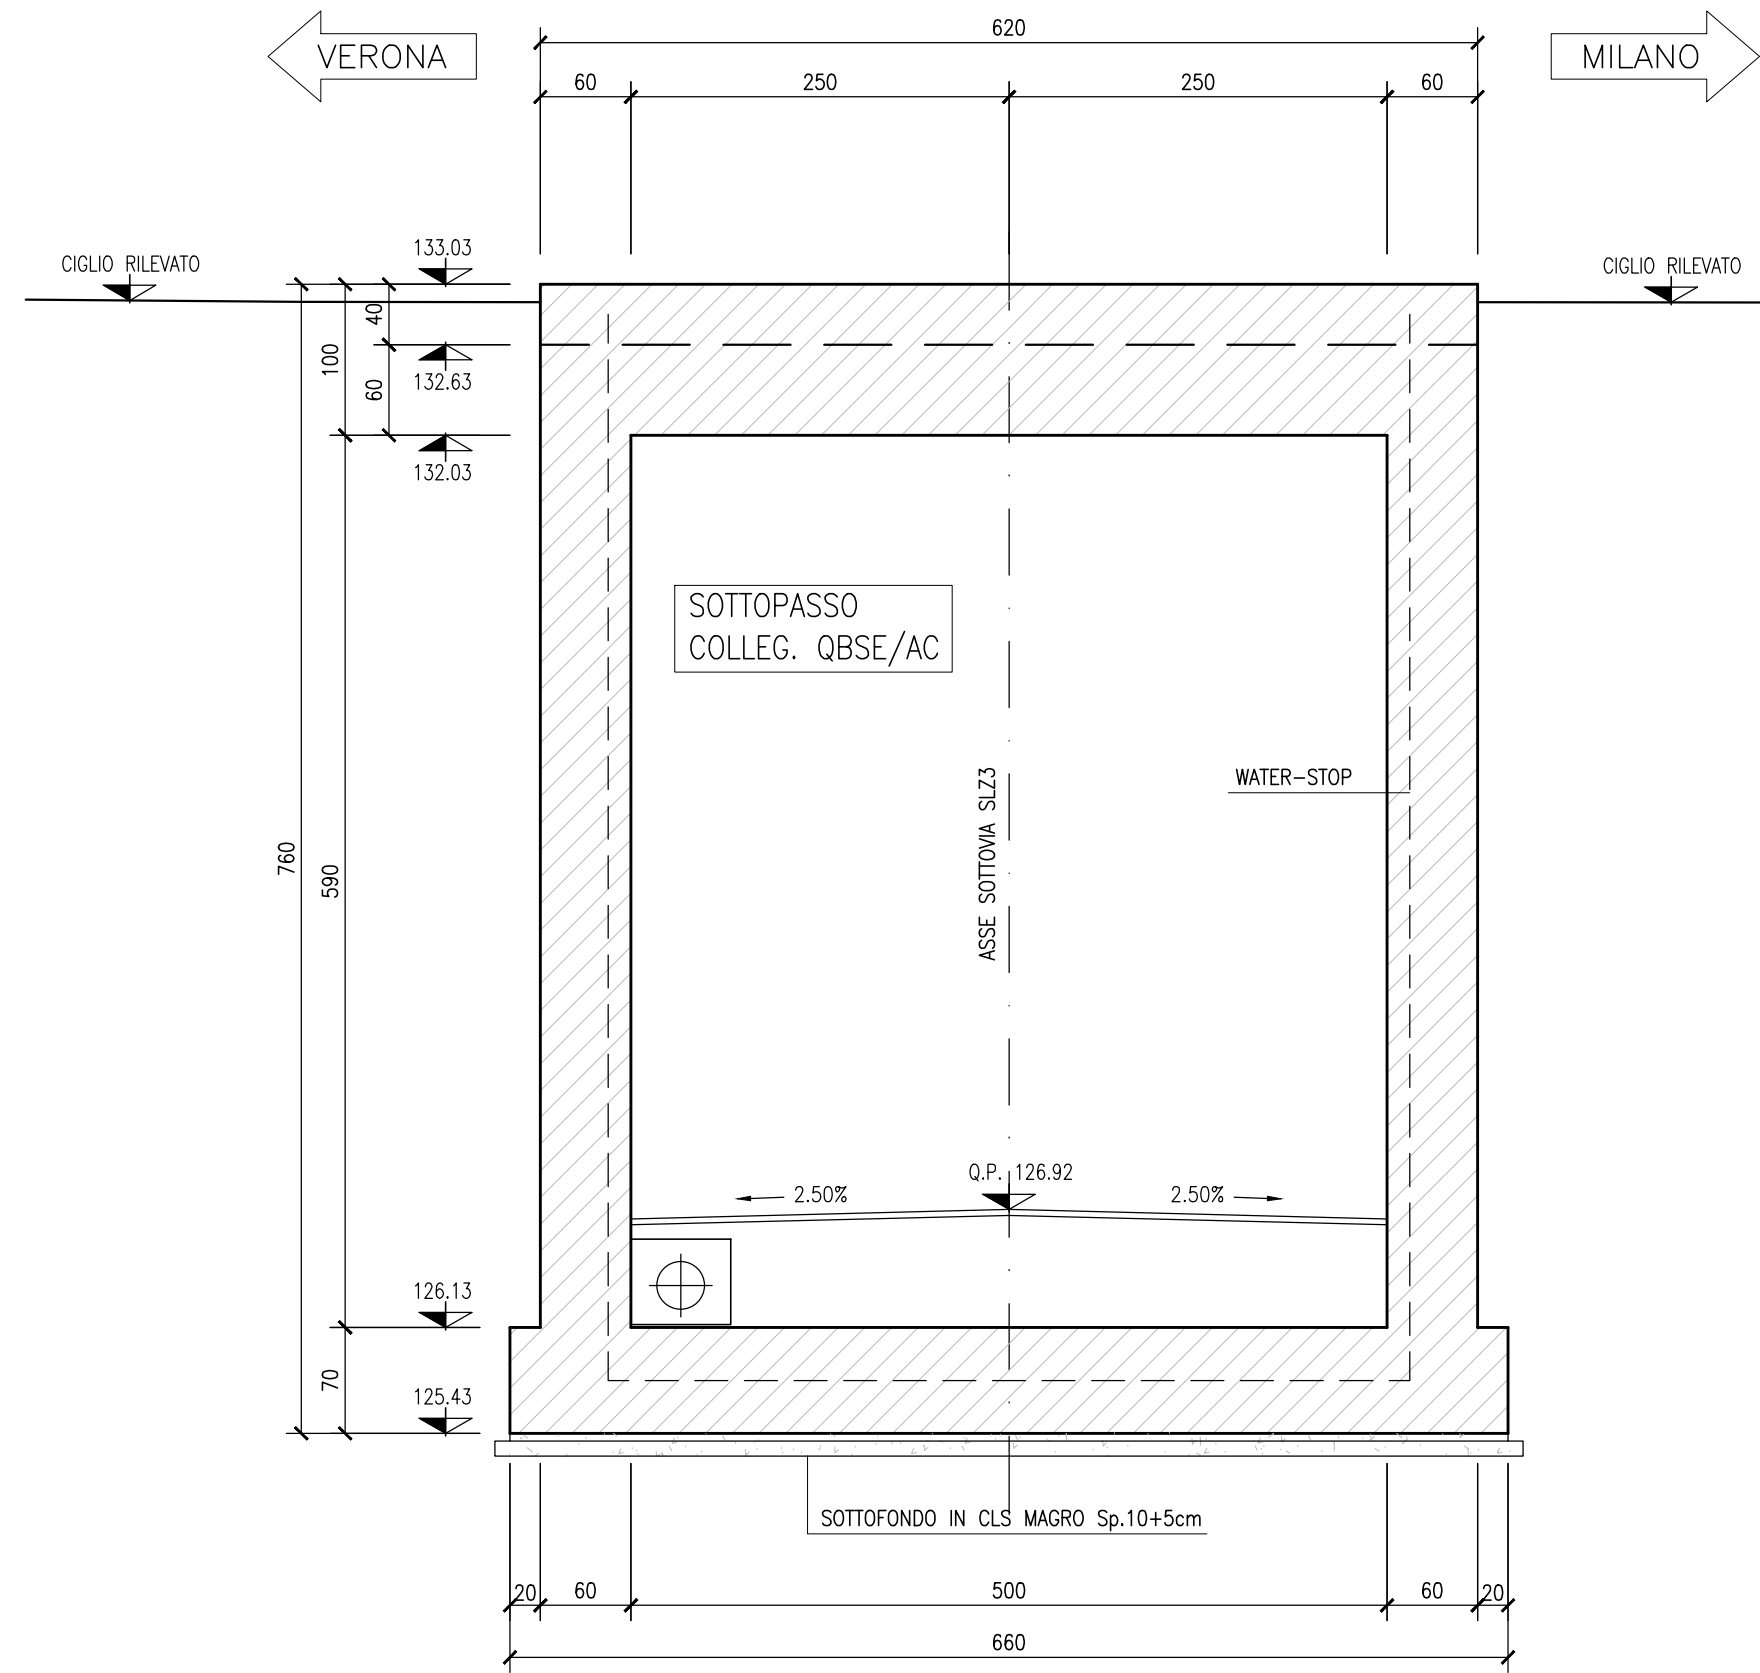 VERONA
620
MILANO
60
250
250
60
CIGLIO RILEVATO
133.03
CIGLIO RILEVATO
40
100
132.63
60
132.03
SOTTOPASSO
COLLEG. QBSE/AC
WATER-STOP
ASSE SOTTOVIA SLZ3
760
590
Q.P. 126.92
2.50%
2.50%
126.13
70
125.43
SOTTOFONDO IN CLS MAGRO Sp.10+5cm
20
60
500
60
20
660